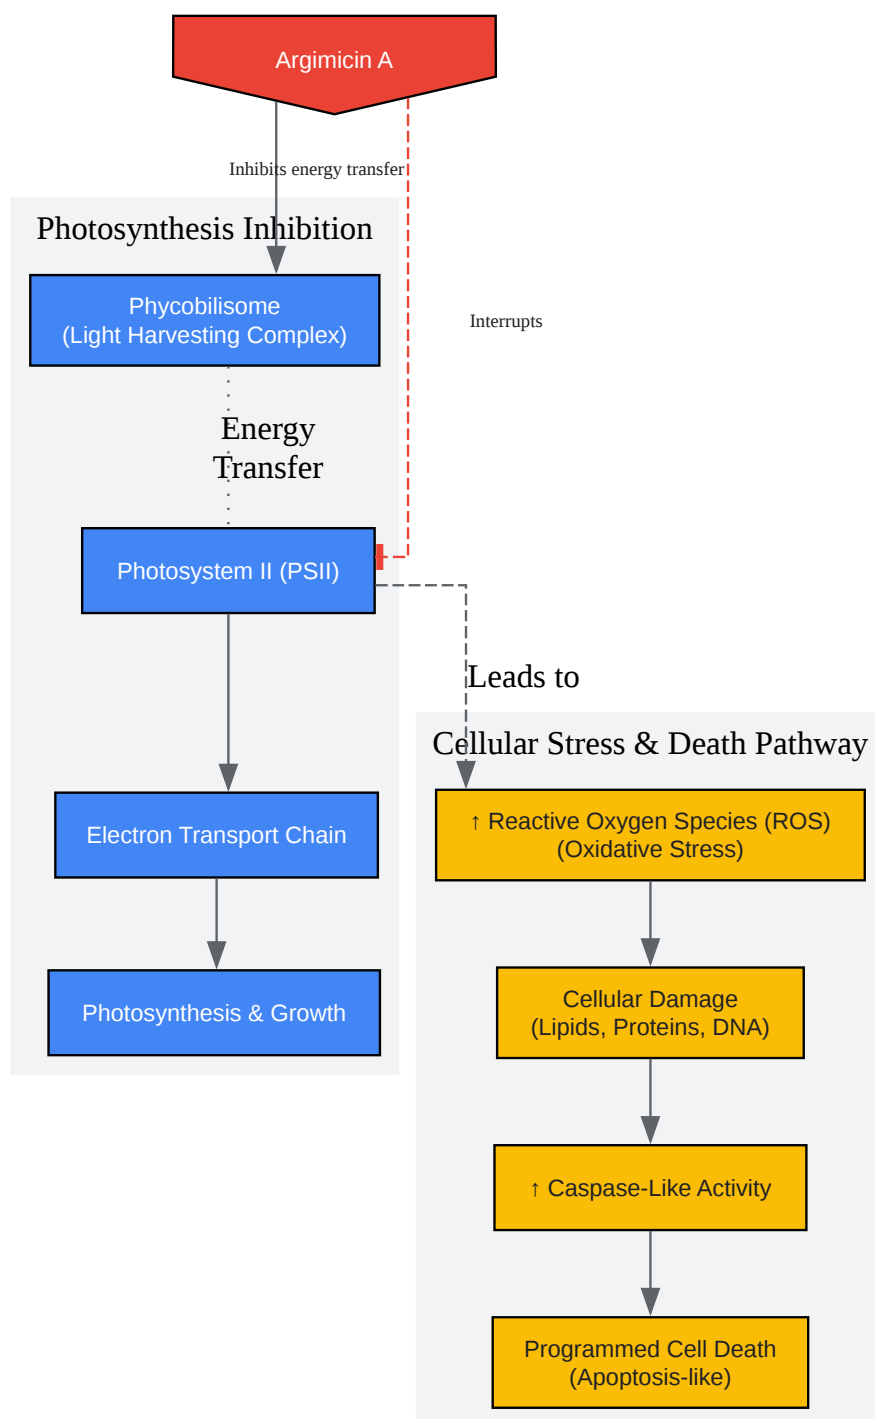 Argimicin A
Inhibits energy transfer
Photosynthesis Inhibition
Phycobilisome
(Light Harvesting Complex)
Interrupts
Energy
Transfer
Photosystem II (PSII)
Leads to
Cellular Stress & Death Pathway
↑ Reactive Oxygen Species (ROS)
(Oxidative Stress)
Electron Transport Chain
Cellular Damage
(Lipids, Proteins, DNA)
Photosynthesis & Growth
↑ Caspase-Like Activity
Programmed Cell Death
(Apoptosis-like)